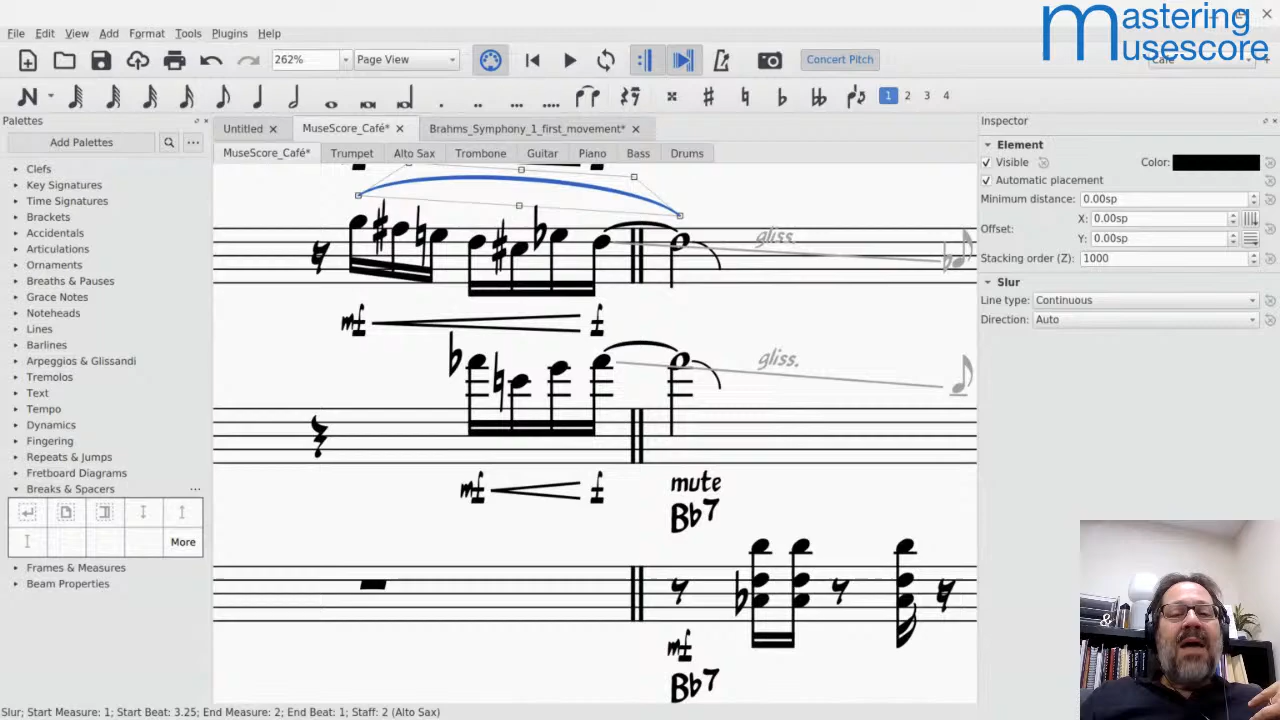 mastering
musescore
File Edit View Add Format Tools Plugins Help
262% Page View Concert Pitch
1 2 3 4
Palettes
Untitled MuseScore_Café* Brahms_Symphony_1_first_movement*
Inspector
Add Palettes
MuseScore_Café* Trumpet Alto Sax Trombone Guitar Piano Bass Drums
Clefs
Key Signatures
Time Signatures
Brackets
Accidentals
Articulations
Ornaments
Breaths & Pauses
Grace Notes
Noteheads
Lines
Barlines
Arpeggios & Glissandi
Tremolos
Text
Tempo
Dynamics
Fingering
Repeats & Jumps
Fretboard Diagrams
Breaks & Spacers
More
Frames & Measures
Beam Properties
gliss.
mf f
gliss.
mf f
mute
Bb7
mf
Bb7
Element
Visible Color:
Automatic placement
Minimum distance: 0.00sp
Offset: X: 0.00sp
Y: 0.00sp
Stacking order (Z): 1000
Slur
Line type: Continuous
Direction: Auto
&
Slur; Start Measure: 1; Start Beat: 3.25; End Measure: 2; End Beat: 1; Staff: 2 (Alto Sax)